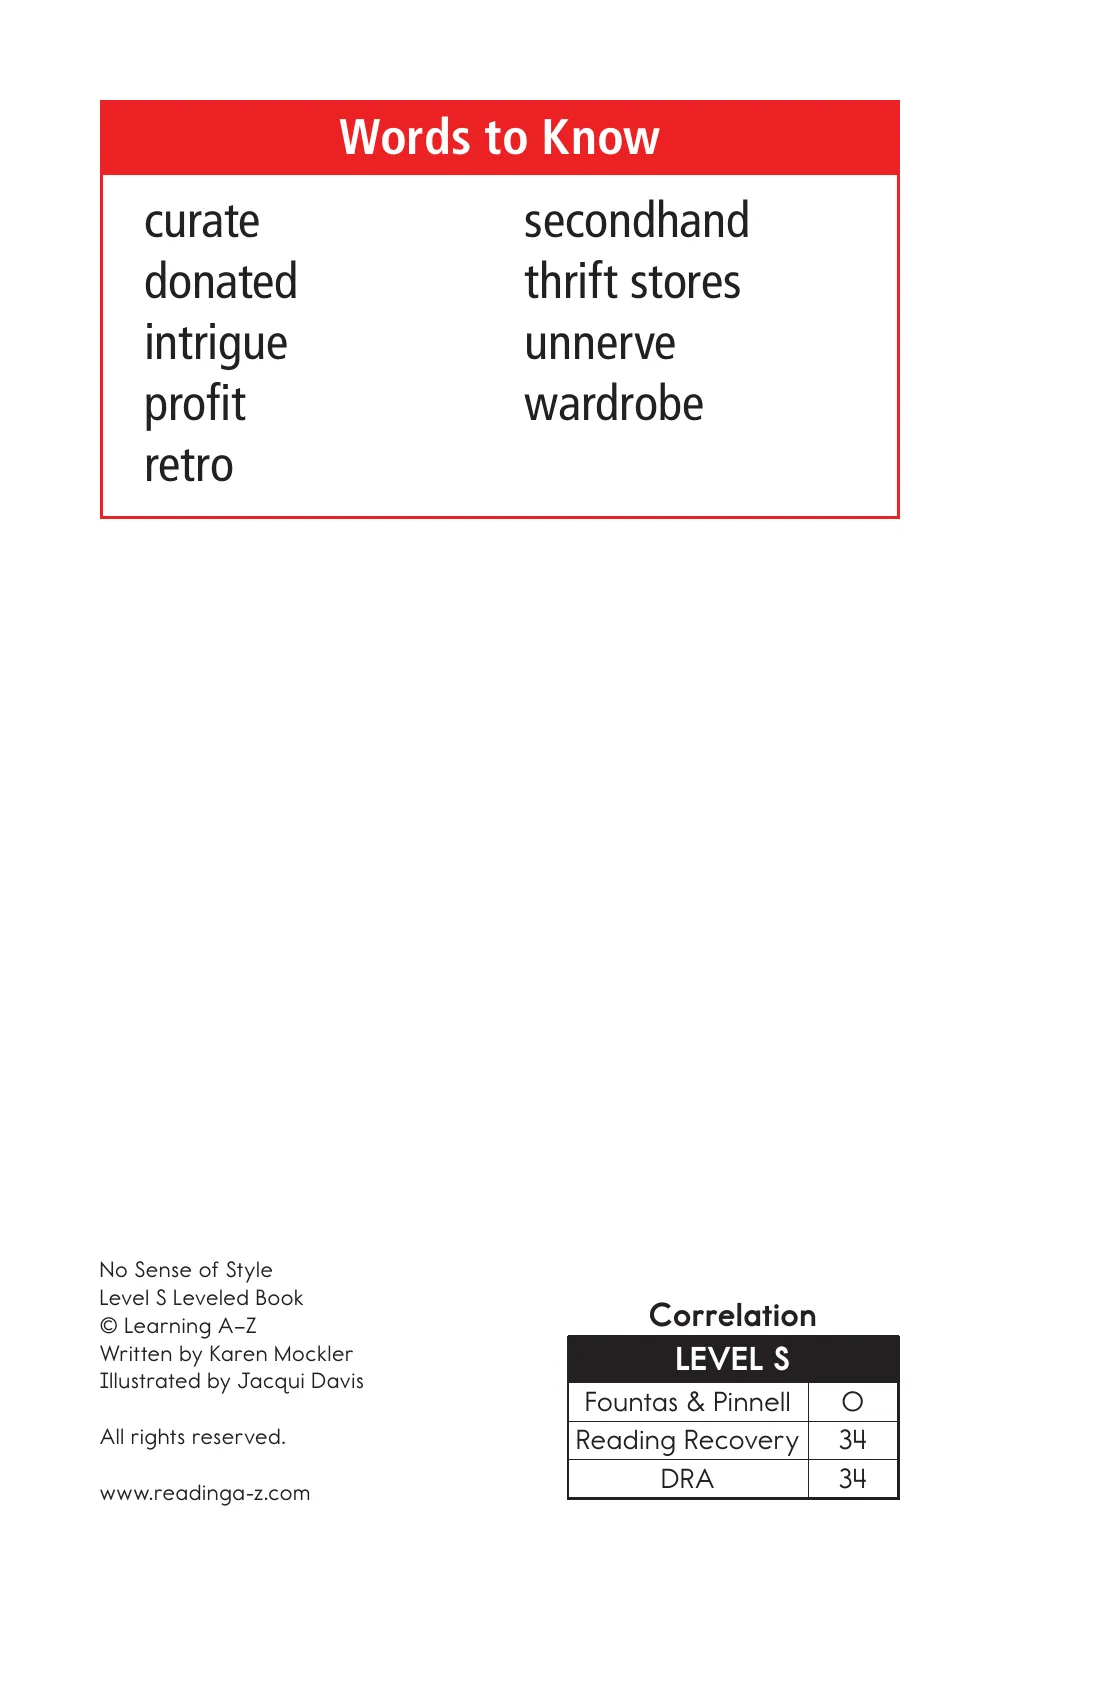 Words to Know
curate
donated
intrigue
profit
retro
secondhand
thrift stores
unnerve
wardrobe
No Sense of Style
Level S Leveled Book
© Learning A–Z
Written by Karen Mockler
Illustrated by Jacqui Davis
All rights reserved.
www.readinga-z.com
Correlation
LEVEL S
Fountas & Pinnell O
Reading Recovery 34
DRA 34